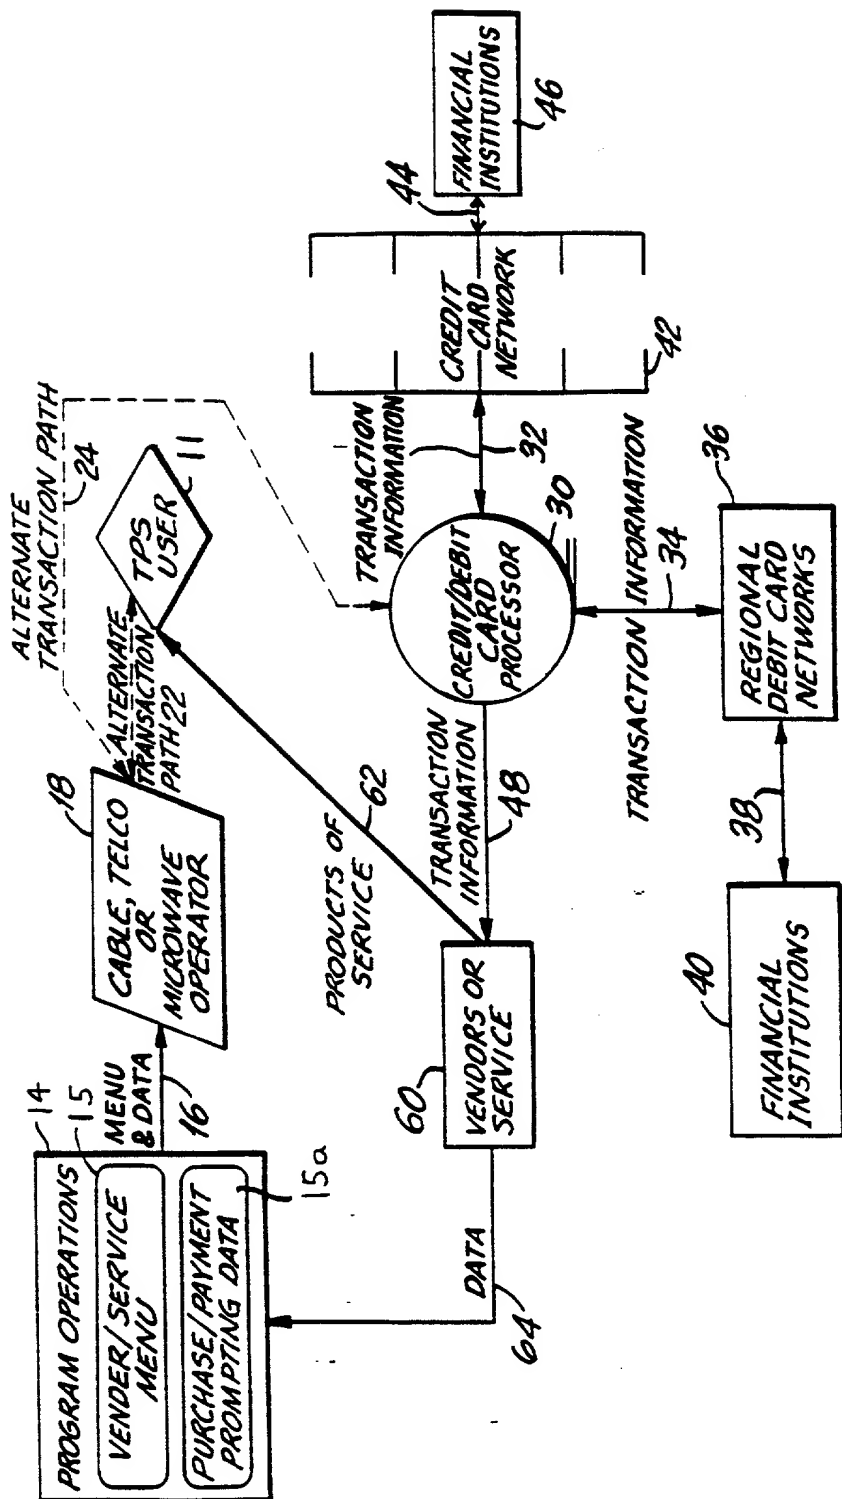 PROGRAM OPERATIONS
14
15
VENDER/SERVICE
MENU
PURCHASE/PAYMENT
PROMPTING DATA
15a
MENU
& DATA
16
CABLE, TELCO
OR
MICROWAVE
OPERATOR
18
ALTERNATE
TRANSACTION
PATH 22
ALTERNATE
TRANSACTION PATH
24
TPS
USER
11
PRODUCTS OF
SERVICE
62
DATA
64
VENDORS OR
SERVICE
60
TRANSACTION
INFORMATION
48
CREDIT/DEBIT
CARD
PROCESSOR
30
TRANSACTION
INFORMATION
32
CREDIT
CARD
NETWORK
42
44
FINANCIAL
INSTITUTIONS
46
TRANSACTION INFORMATION
34
REGIONAL
DEBIT CARD
NETWORKS
36
38
FINANCIAL
INSTITUTIONS
40